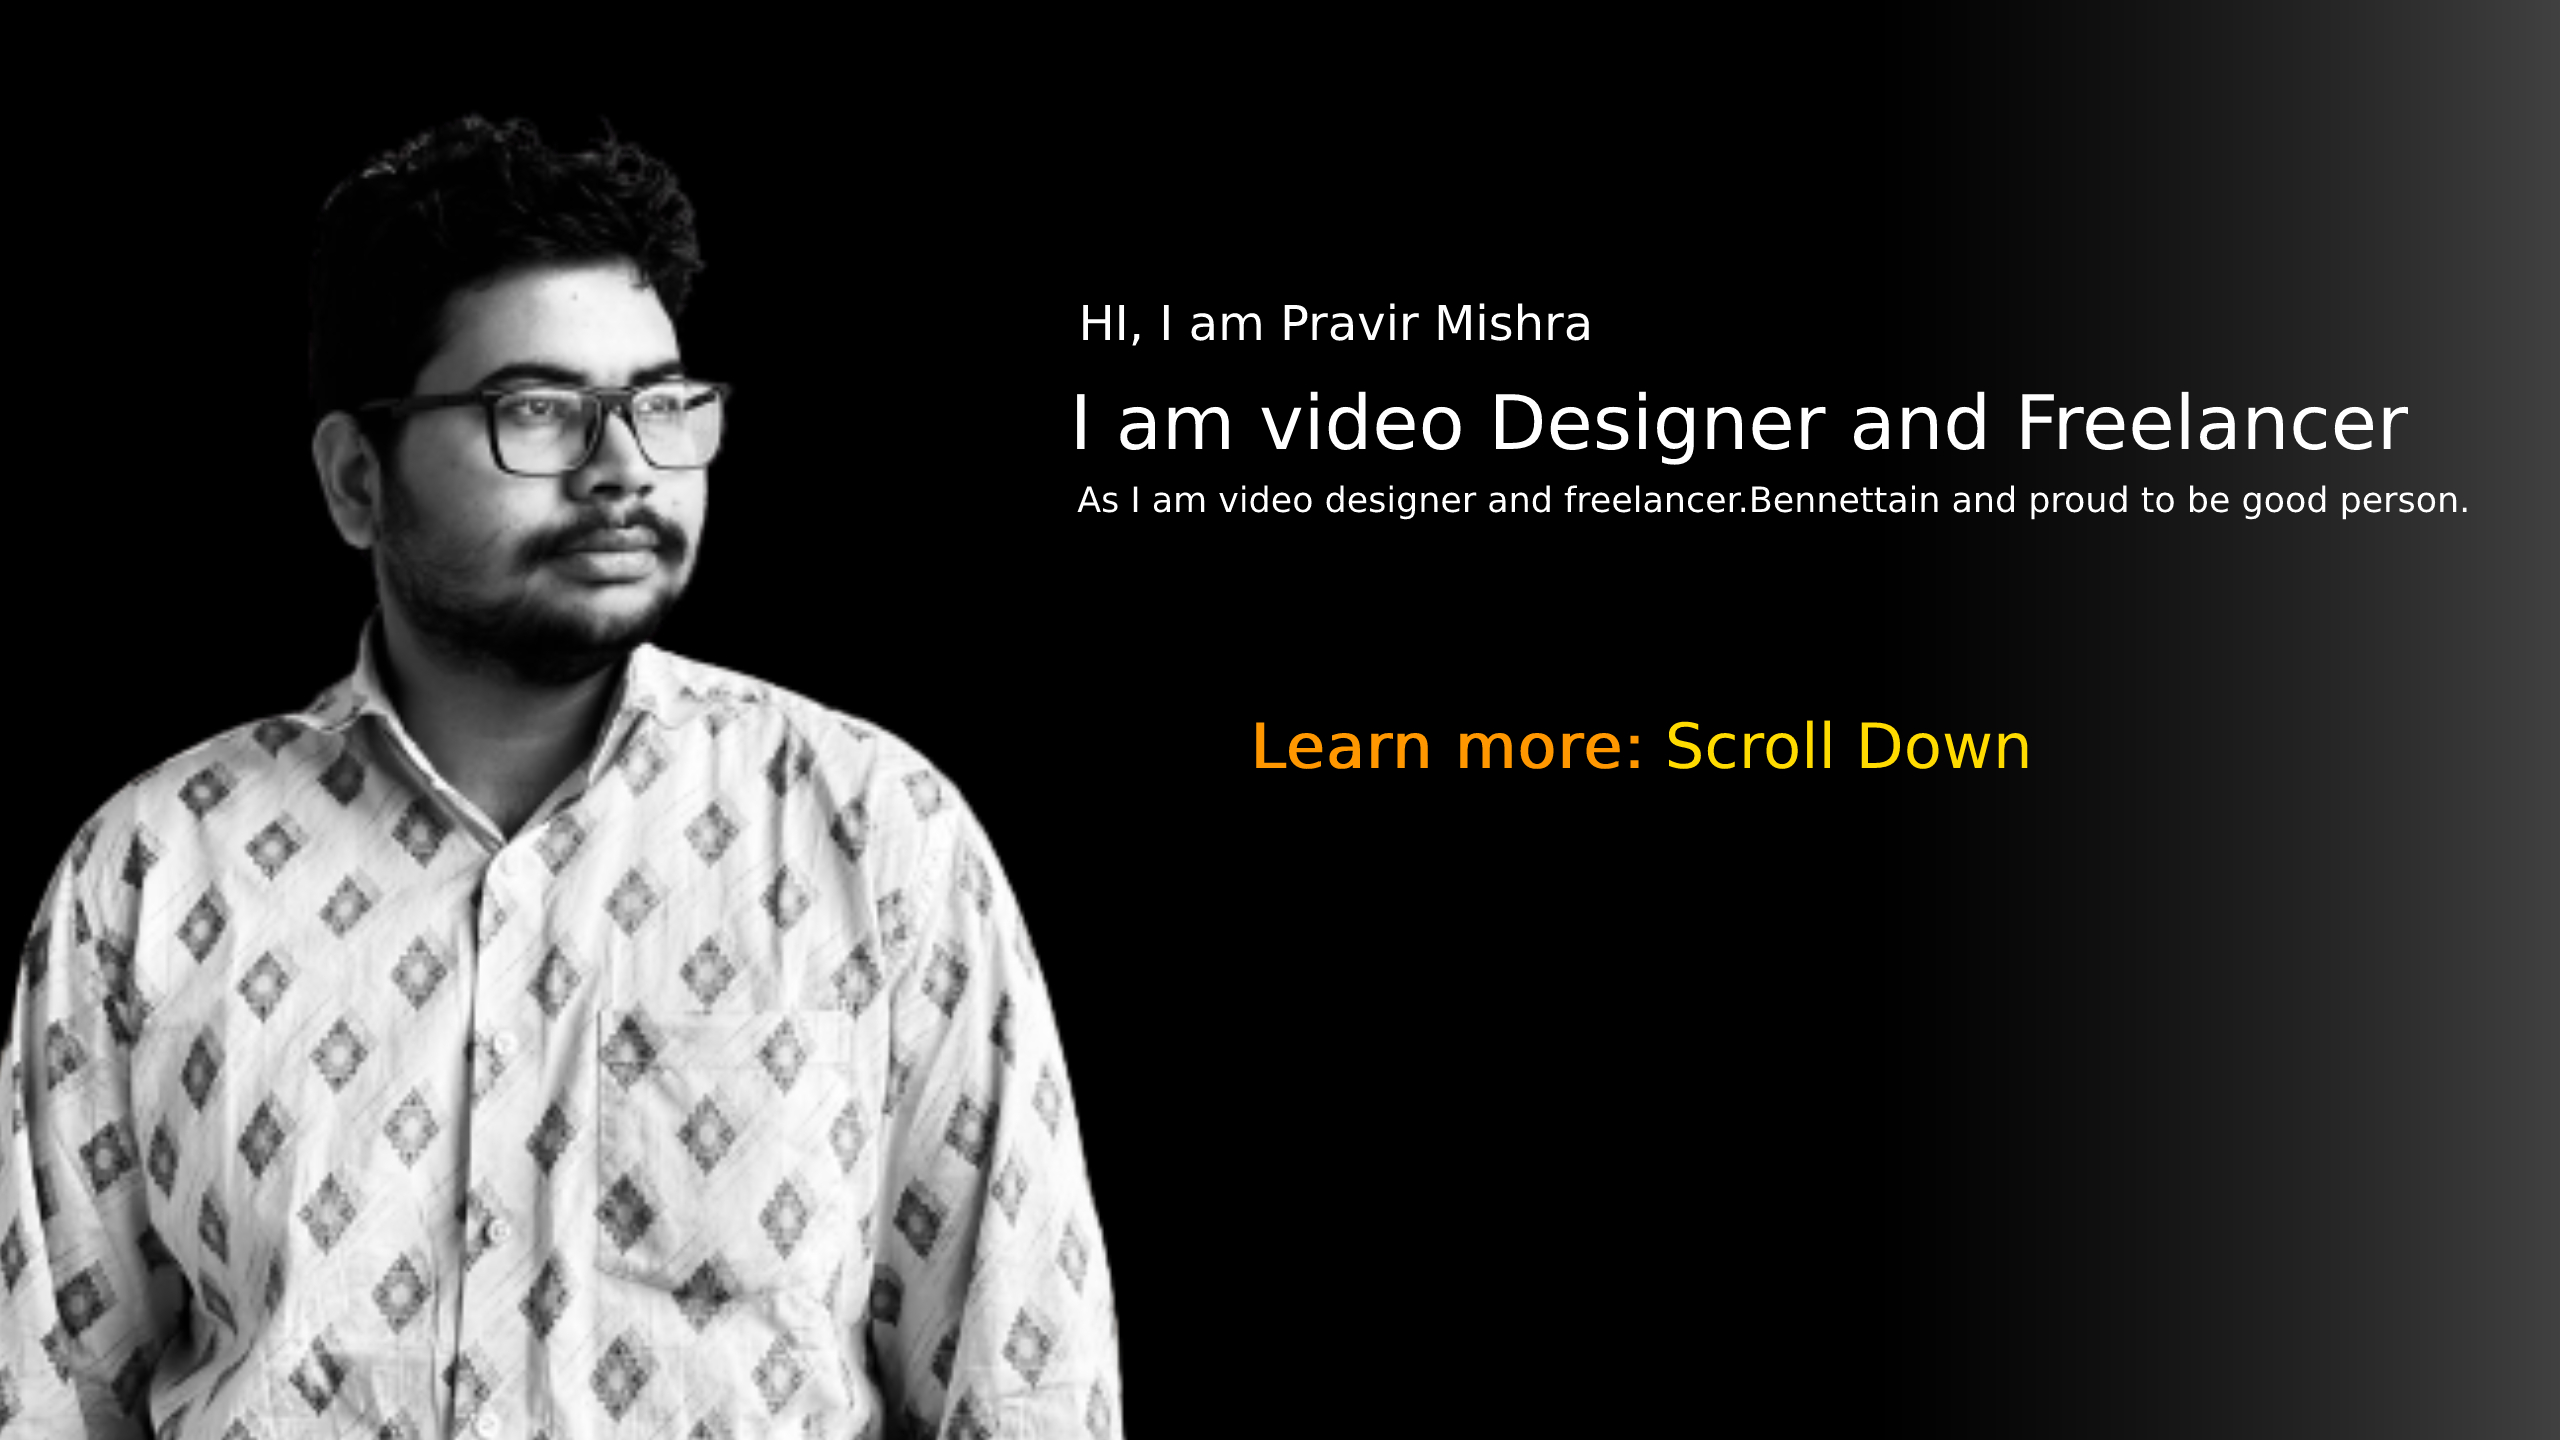 HI, I am Pravir Mishra
I am video Designer and Freelancer
As I am video designer and freelancer.Bennettain and proud to be good person.
Learn more: Scroll Down